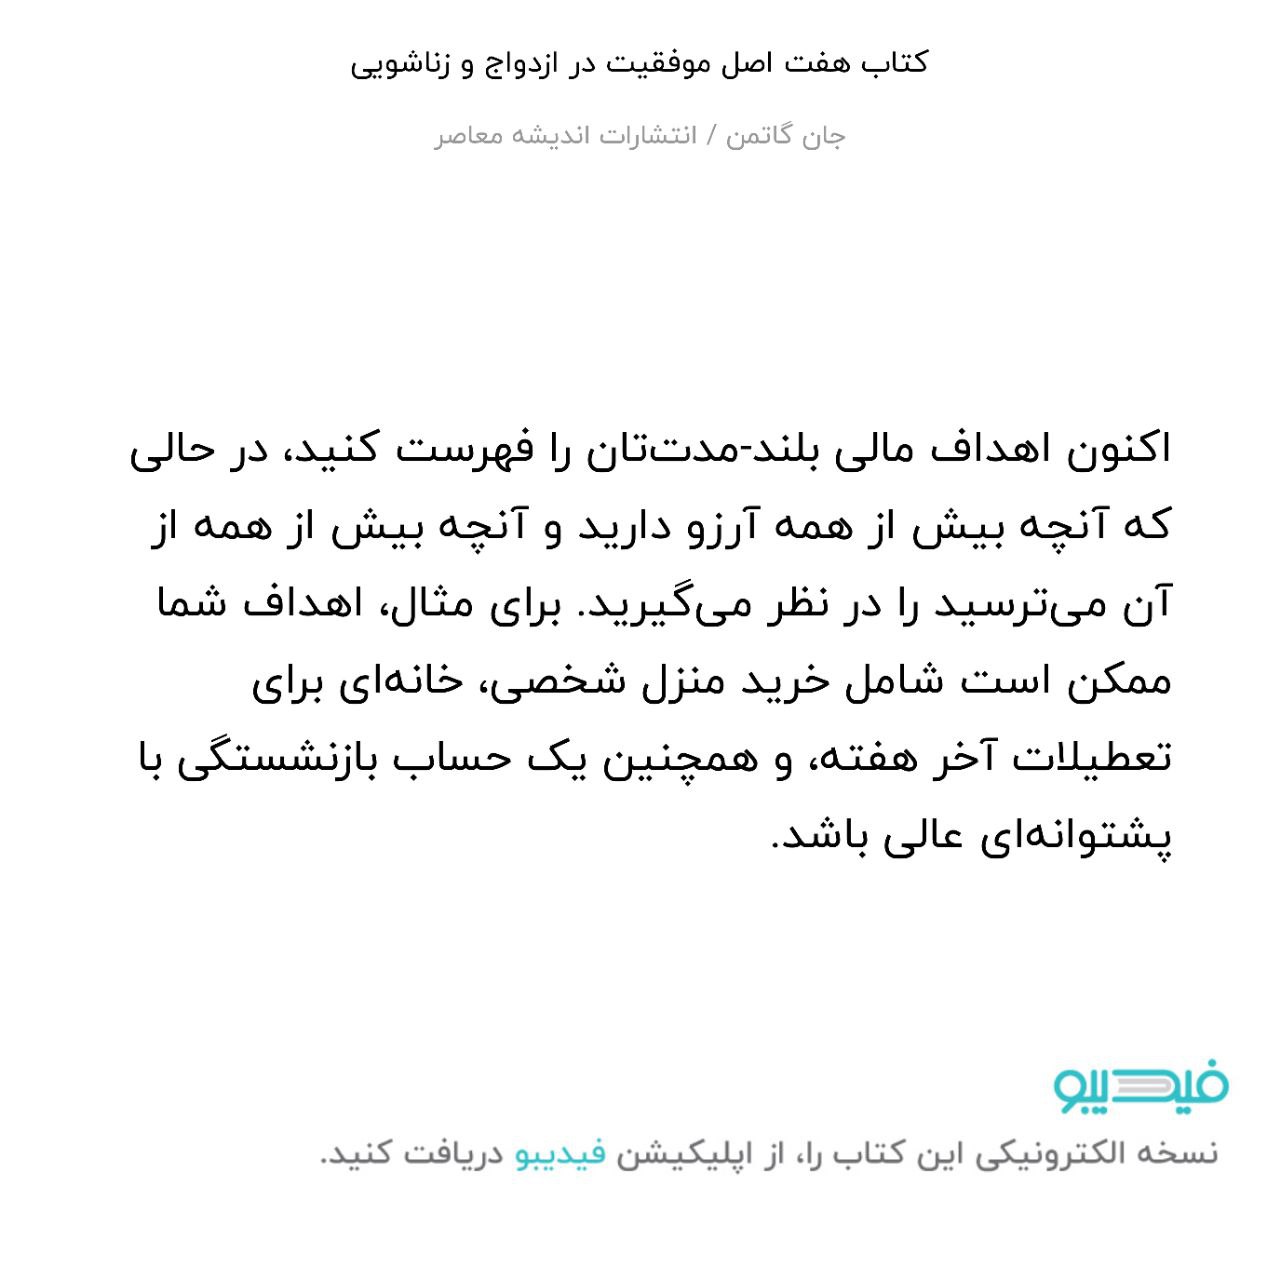 کتاب هفت اصل موفقیت در ازدواج و زناشویی
جان گاتمن / انتشارات اندیشه معاصر
اکنون اهداف مالی بلند-مدت‌تان را فهرست کنید، در حالی
که آنچه بیش از همه آرزو دارید و آنچه بیش از همه از
آن می‌ترسید را در نظر می‌گیرید. برای مثال، اهداف شما
ممکن است شامل خرید منزل شخصی، خانه‌ای برای
تعطیلات آخر هفته، و همچنین یک حساب بازنشستگی با
پشتوانه‌ای عالی باشد.
فیدیبو
نسخه الکترونیکی این کتاب را، از اپلیکیشن فیدیبو دریافت کنید.